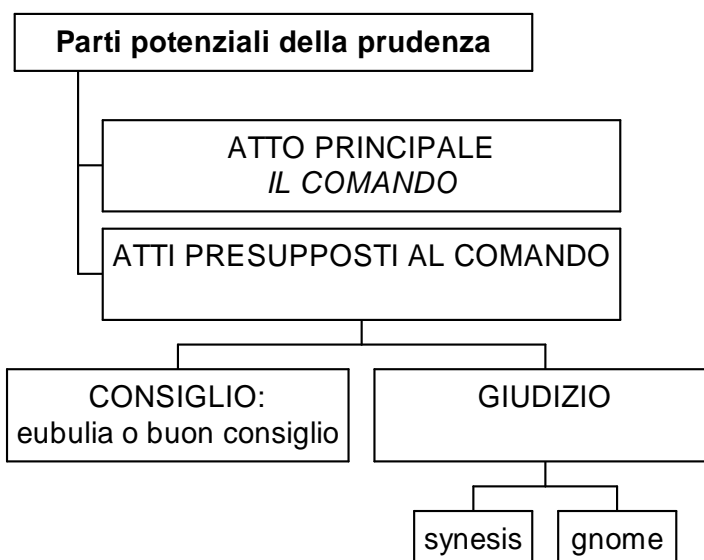 Parti potenziali della prudenza
ATTO PRINCIPALE
IL COMANDO
ATTI PRESUPPOSTI AL COMANDO
CONSIGLIO:
eubulia o buon consiglio
GIUDIZIO
synesis
gnome